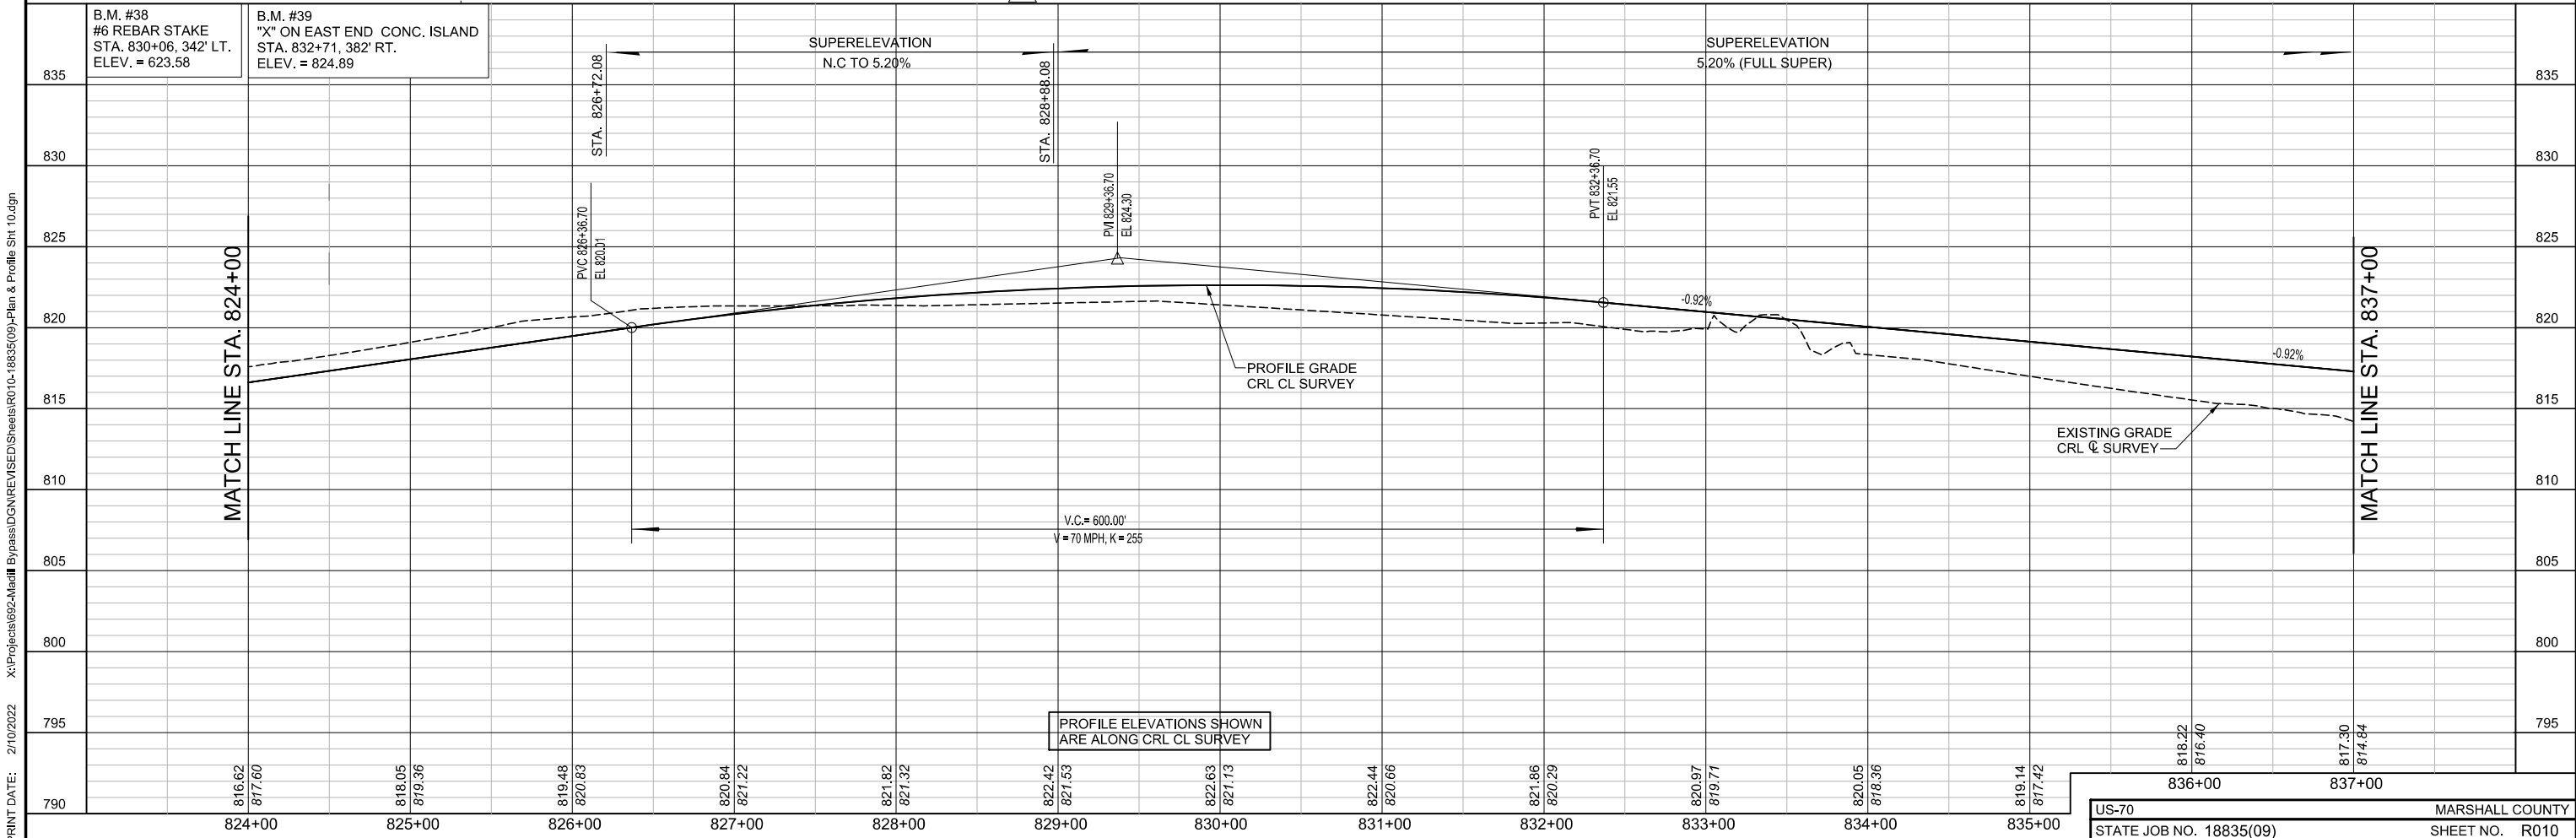 B.M. #38
#6 REBAR STAKE
STA. 830+06, 342' LT.
ELEV. = 623.58
B.M. #39
"X" ON EAST END CONC. ISLAND
STA. 832+71, 382' RT.
ELEV. = 824.89
SUPERELEVATION
N.C TO 5.20%
SUPERELEVATION
5.20% (FULL SUPER)
STA. 826+72.08
STA. 828+88.08
PVC 826+36.70
EL 820.01
PVI 829+36.70
EL 824.30
PVT 832+36.70
EL 821.55
835
830
825
820
815
810
805
800
795
790
835
830
825
820
815
810
805
800
795
MATCH LINE STA. 824+00
MATCH LINE STA. 837+00
-0.92%
-0.92%
PROFILE GRADE
CRL CL SURVEY
EXISTING GRADE
CRL ℄ SURVEY
V.C.= 600.00'
V = 70 MPH, K = 255
PROFILE ELEVATIONS SHOWN
ARE ALONG CRL CL SURVEY
816.62
817.60
818.05
819.36
819.48
820.83
820.84
821.22
821.82
821.32
822.42
821.53
822.63
821.13
822.44
820.66
821.86
820.29
820.97
819.71
820.05
818.36
819.14
817.42
818.22
816.40
817.30
814.84
824+00
825+00
826+00
827+00
828+00
829+00
830+00
831+00
832+00
833+00
834+00
835+00
836+00
837+00
US-70 MARSHALL COUNTY
STATE JOB NO. 18835(09) SHEET NO. R010
PRINT DATE: 2/10/2022 X:\Projects\692-Madill Bypass\DGN\REVISED\Sheets\R010-18835(09)-Plan & Profile Sht 10.dgn